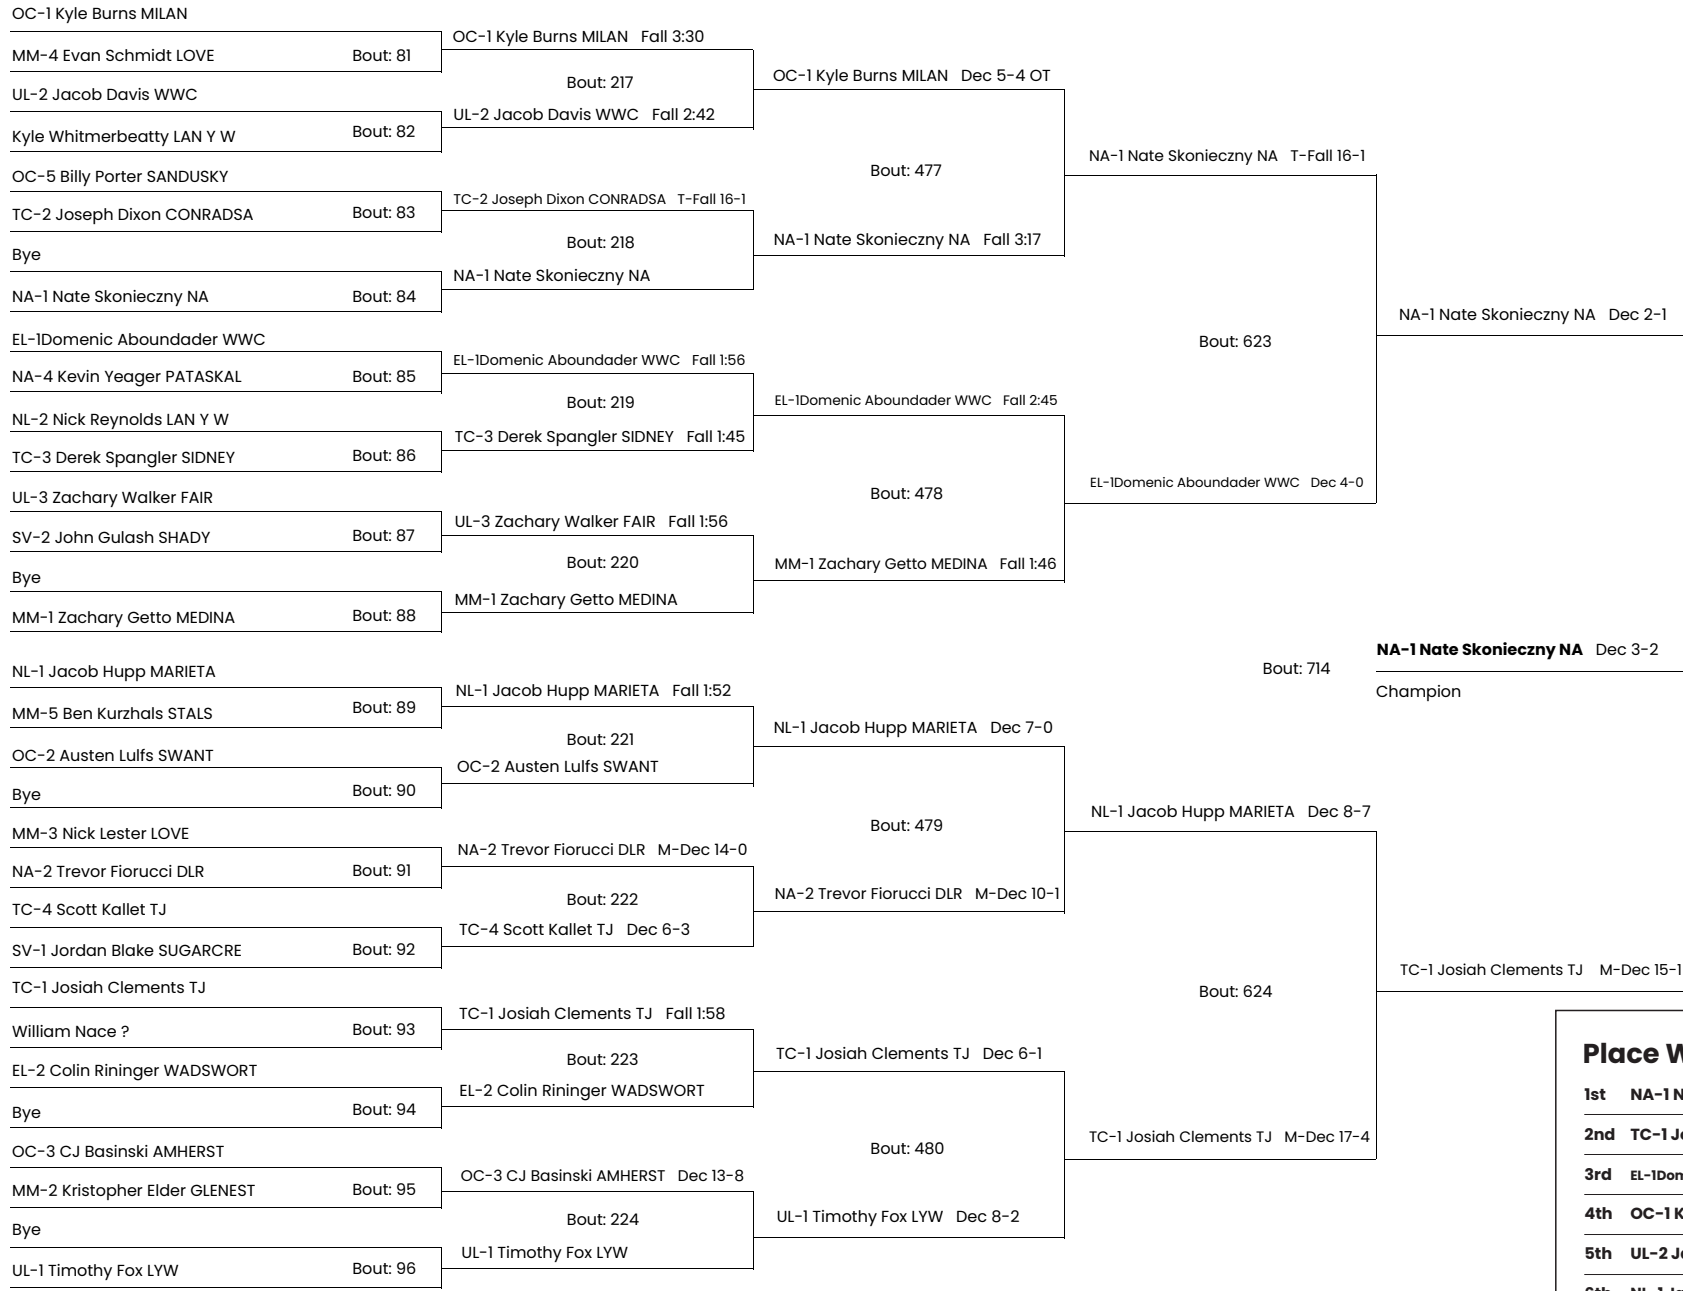 OC-1 Kyle Burns MILAN
MM-4 Evan Schmidt LOVE
Bout: 81
UL-2 Jacob Davis WWC
Kyle Whitmerbeatty LAN Y W
Bout: 82
OC-5 Billy Porter SANDUSKY
TC-2 Joseph Dixon CONRADSA
Bout: 83
Bye
NA-1 Nate Skonieczny NA
Bout: 84
EL-1Domenic Aboundader WWC
NA-4 Kevin Yeager PATASKAL
Bout: 85
NL-2 Nick Reynolds LAN Y W
TC-3 Derek Spangler SIDNEY
Bout: 86
UL-3 Zachary Walker FAIR
SV-2 John Gulash SHADY
Bout: 87
Bye
MM-1 Zachary Getto MEDINA
Bout: 88
NL-1 Jacob Hupp MARIETA
MM-5 Ben Kurzhals STALS
Bout: 89
OC-2 Austen Lulfs SWANT
Bye
Bout: 90
MM-3 Nick Lester LOVE
NA-2 Trevor Fiorucci DLR
Bout: 91
TC-4 Scott Kallet TJ
SV-1 Jordan Blake SUGARCRE
Bout: 92
TC-1 Josiah Clements TJ
William Nace ?
Bout: 93
EL-2 Colin Rininger WADSWORT
Bye
Bout: 94
OC-3 CJ Basinski AMHERST
MM-2 Kristopher Elder GLENEST
Bout: 95
Bye
UL-1 Timothy Fox LYW
Bout: 96
OC-1 Kyle Burns MILAN Fall 3:30
Bout: 217
UL-2 Jacob Davis WWC Fall 2:42
TC-2 Joseph Dixon CONRADSA T-Fall 16-1
Bout: 218
NA-1 Nate Skonieczny NA
EL-1Domenic Aboundader WWC Fall 1:56
Bout: 219
TC-3 Derek Spangler SIDNEY Fall 1:45
UL-3 Zachary Walker FAIR Fall 1:56
Bout: 220
MM-1 Zachary Getto MEDINA
NL-1 Jacob Hupp MARIETA Fall 1:52
Bout: 221
OC-2 Austen Lulfs SWANT
NA-2 Trevor Fiorucci DLR M-Dec 14-0
Bout: 222
TC-4 Scott Kallet TJ Dec 6-3
TC-1 Josiah Clements TJ Fall 1:58
Bout: 223
EL-2 Colin Rininger WADSWORT
OC-3 CJ Basinski AMHERST Dec 13-8
Bout: 224
UL-1 Timothy Fox LYW
OC-1 Kyle Burns MILAN Dec 5-4 OT
Bout: 477
NA-1 Nate Skonieczny NA Fall 3:17
EL-1Domenic Aboundader WWC Fall 2:45
Bout: 478
MM-1 Zachary Getto MEDINA Fall 1:46
NL-1 Jacob Hupp MARIETA Dec 7-0
Bout: 479
NA-2 Trevor Fiorucci DLR M-Dec 10-1
TC-1 Josiah Clements TJ Dec 6-1
Bout: 480
UL-1 Timothy Fox LYW Dec 8-2
NA-1 Nate Skonieczny NA T-Fall 16-1
Bout: 623
EL-1Domenic Aboundader WWC Dec 4-0
NL-1 Jacob Hupp MARIETA Dec 8-7
Bout: 624
TC-1 Josiah Clements TJ M-Dec 17-4
NA-1 Nate Skonieczny NA Dec 2-1
Bout: 714
NA-1 Nate Skonieczny NA Dec 3-2
Champion
TC-1 Josiah Clements TJ M-Dec 15-1
Place
1st NA-1 N
2nd TC-1 Jo
3rd EL-1Dom
4th OC-1 K
5th UL-2 J